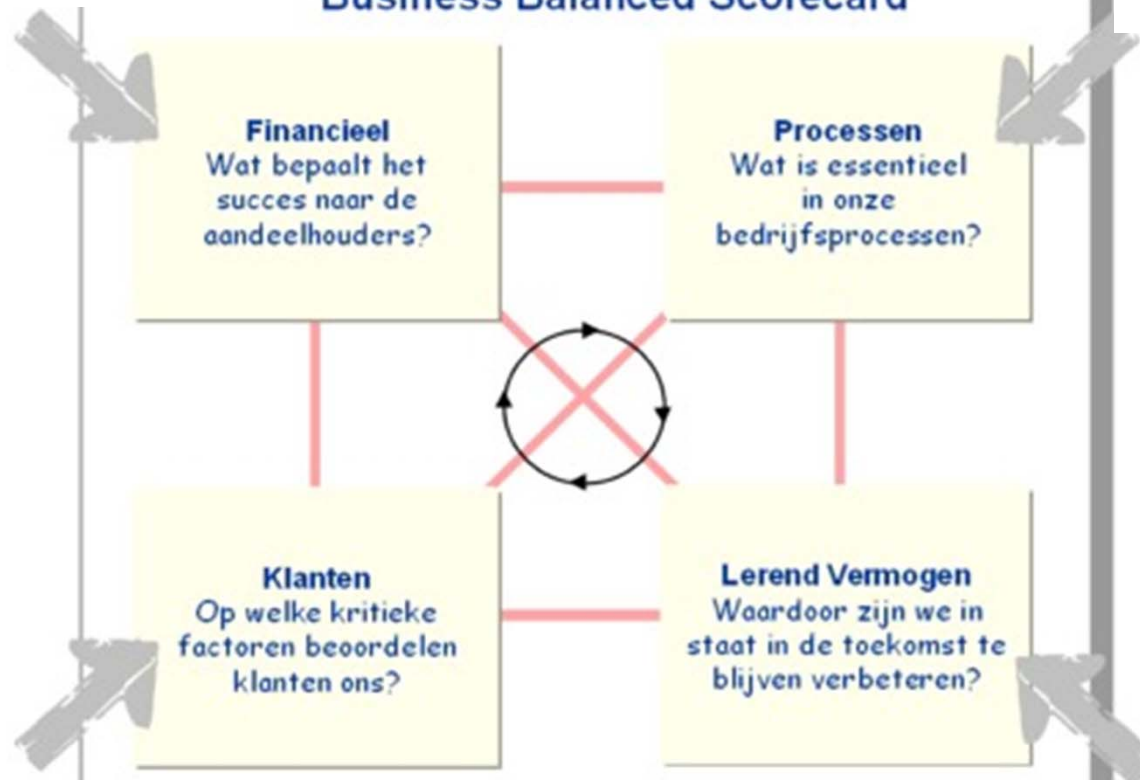 Business Balanced Scorecard
Financieel
Wat bepaalt het
succes naar de
aandeelhouders?
Processen
Wat is essentieel
in onze
bedrijfsprocessen?
Klanten
Op welke kritieke
factoren beoordelen
klanten ons?
Lerend Vermogen
Waardoor zijn we in
staat in de toekomst te
blijven verbeteren?